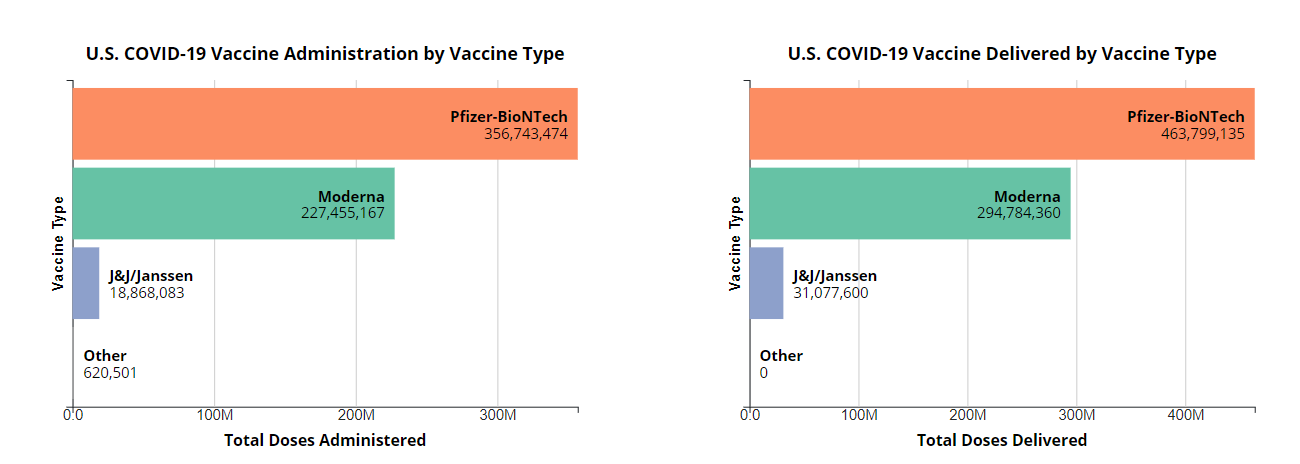 U.S. COVID-19 Vaccine Administration by Vaccine Type
Vaccine Type
Pfizer-BioNTech
356,743,474
Moderna
227,455,167
J&J/Janssen
18,868,083
Other
620,501
0.0 100M 200M 300M
Total Doses Administered
U.S. COVID-19 Vaccine Delivered by Vaccine Type
Vaccine Type
Pfizer-BioNTech
463,799,135
Moderna
294,784,360
J&J/Janssen
31,077,600
Other
0
0.0 100M 200M 300M 400M
Total Doses Delivered